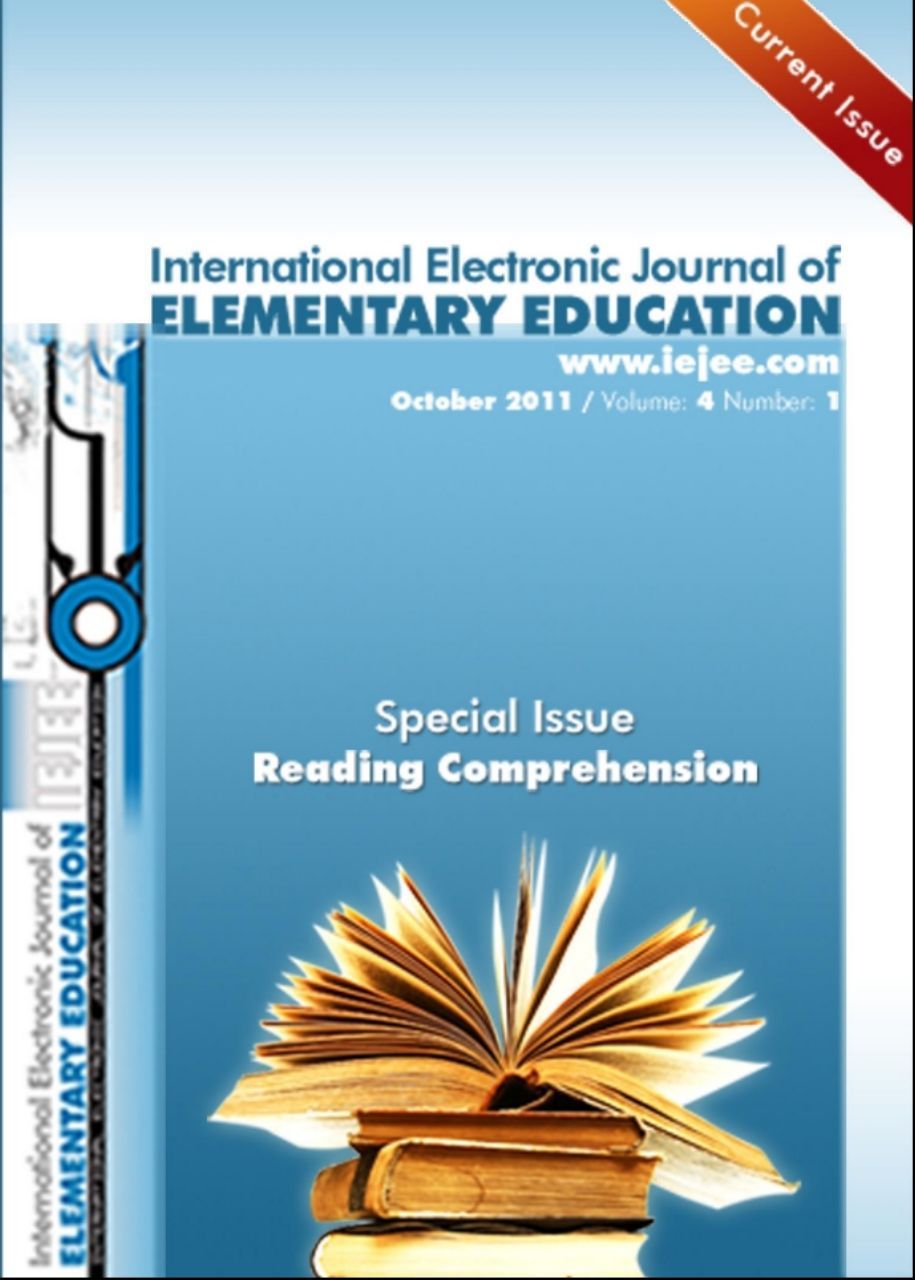 Current Issue
International Electronic Journal of
ELEMENTARY EDUCATION
www.iejee.com
October 2011 / Volume: 4 Number: 1
Special Issue
Reading Comprehension
IEJEE
International Electronic Journal of
ELEMENTARY EDUCATION